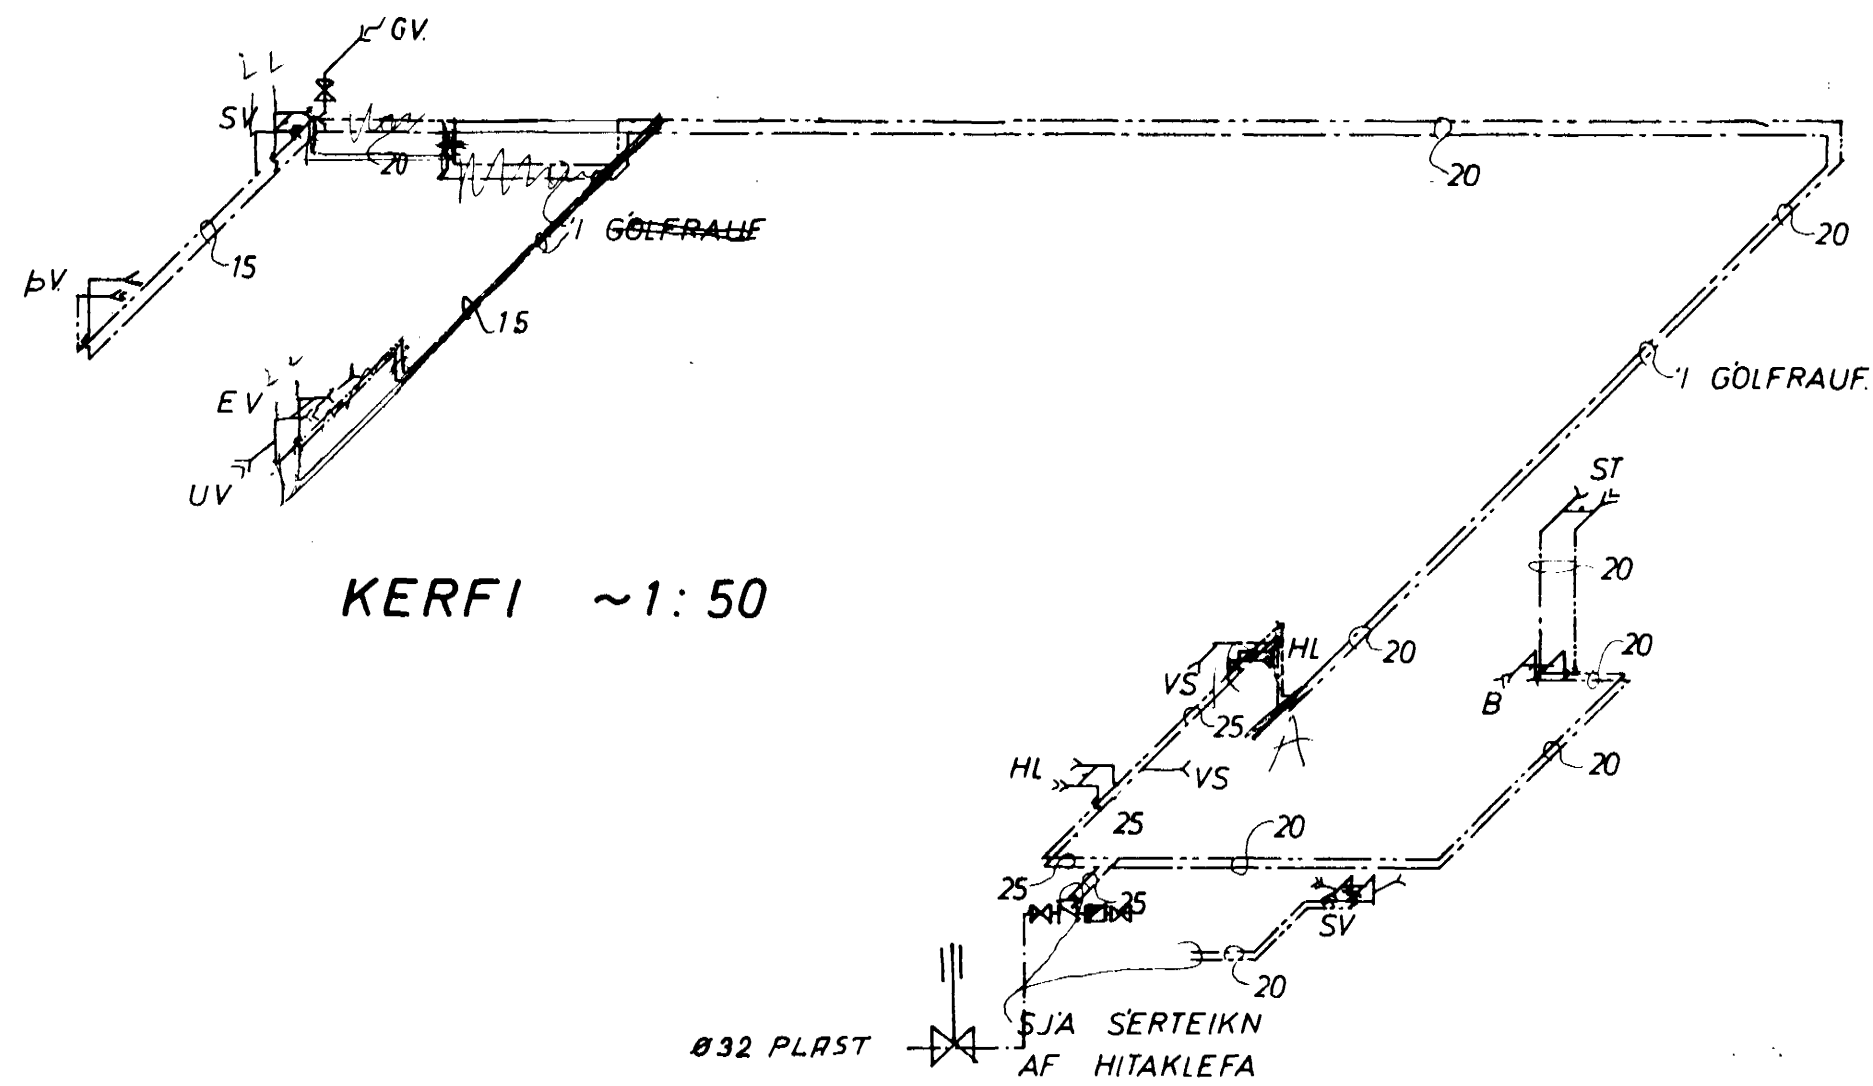 GV.
SV
20
20
20
'I GÓLFRAUF
15
ÞV.
15
'I GÓLFRAUF.
EV
UV
ST
20
KERFI ~1:50
20
HL
20
VS
B
25
A
20
HL
VS
25
20
25
25
SV
20
SJÁ SÉRTEIKN
Ø32 PLAST
AF HITAKLEFA